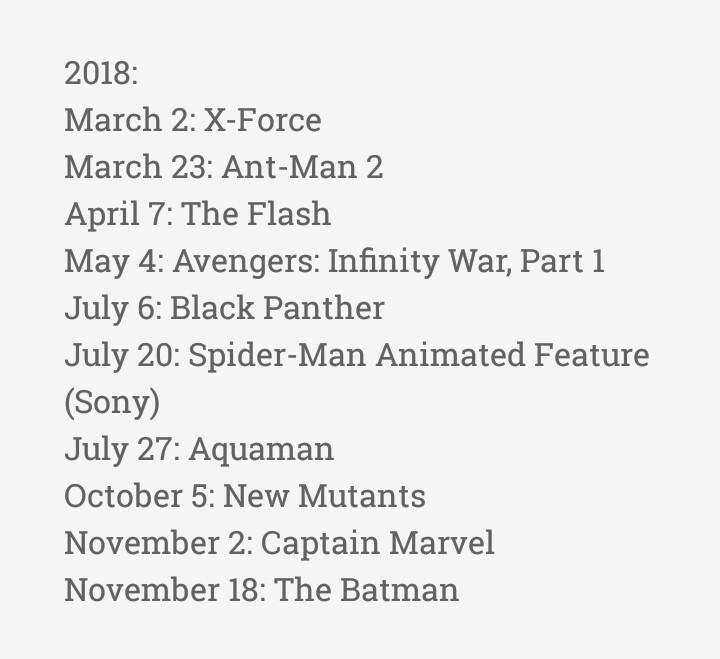 2018:
March 2: X-Force
March 23: Ant-Man 2
April 7: The Flash
May 4: Avengers: Infinity War, Part 1
July 6: Black Panther
July 20: Spider-Man Animated Feature
(Sony)
July 27: Aquaman
October 5: New Mutants
November 2: Captain Marvel
November 18: The Batman